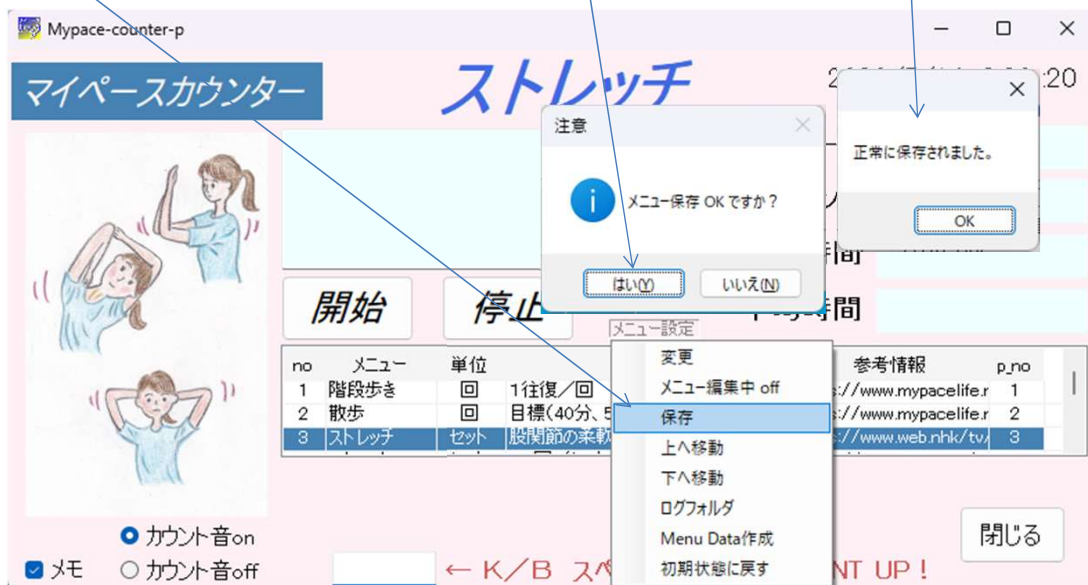 Mypace-counter-p
マイペースカウンター
ストレッチ
:20
注意
メニュー保存 OK ですか？
はい(Y)
いいえ(N)
正常に保存されました。
OK
開始
停止
時間
メニュー設定
no メニュー 単位 参考情報 p_no
1 階段歩き 回 1往復／回 s://www.mypacelife.r 1
2 散歩 回 目標(40分、5 s://www.mypacelife.r 2
3 ストレッチ セット 股関節の柔軟 s://www.web.nhk/tv/ 3
変更
メニュー編集中 off
保存
上へ移動
下へ移動
ログフォルダ
Menu Data作成
初期状態に戻す
カウント音on
メモ
カウント音off
← K／B スペ
NT UP！
閉じる